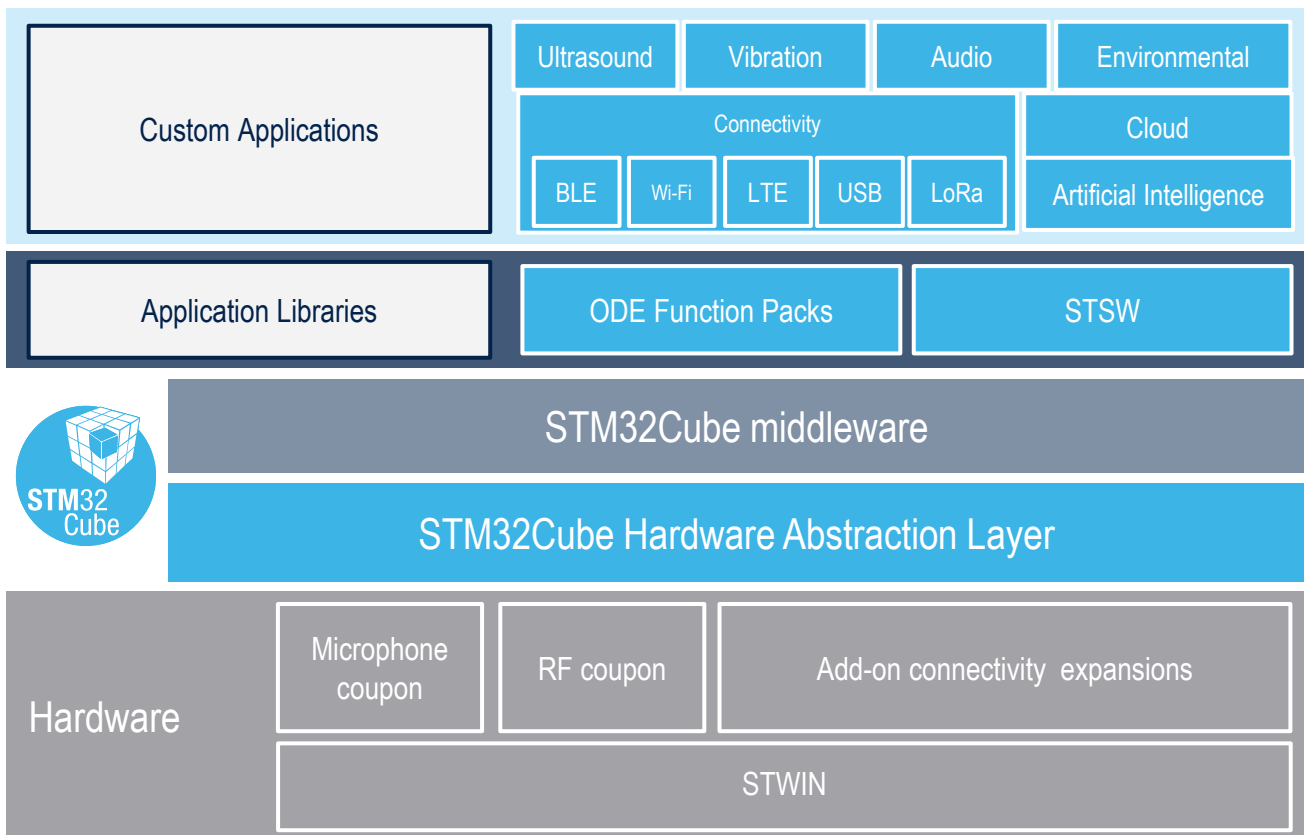 Custom Applications
Ultrasound
Vibration
Audio
Environmental
Connectivity
Cloud
BLE
Wi-Fi
LTE
USB
LoRa
Artificial Intelligence
Application Libraries
ODE Function Packs
STSW
STM32
Cube
STM32Cube middleware
STM32Cube Hardware Abstraction Layer
Hardware
Microphone
coupon
RF coupon
Add-on connectivity expansions
STWIN